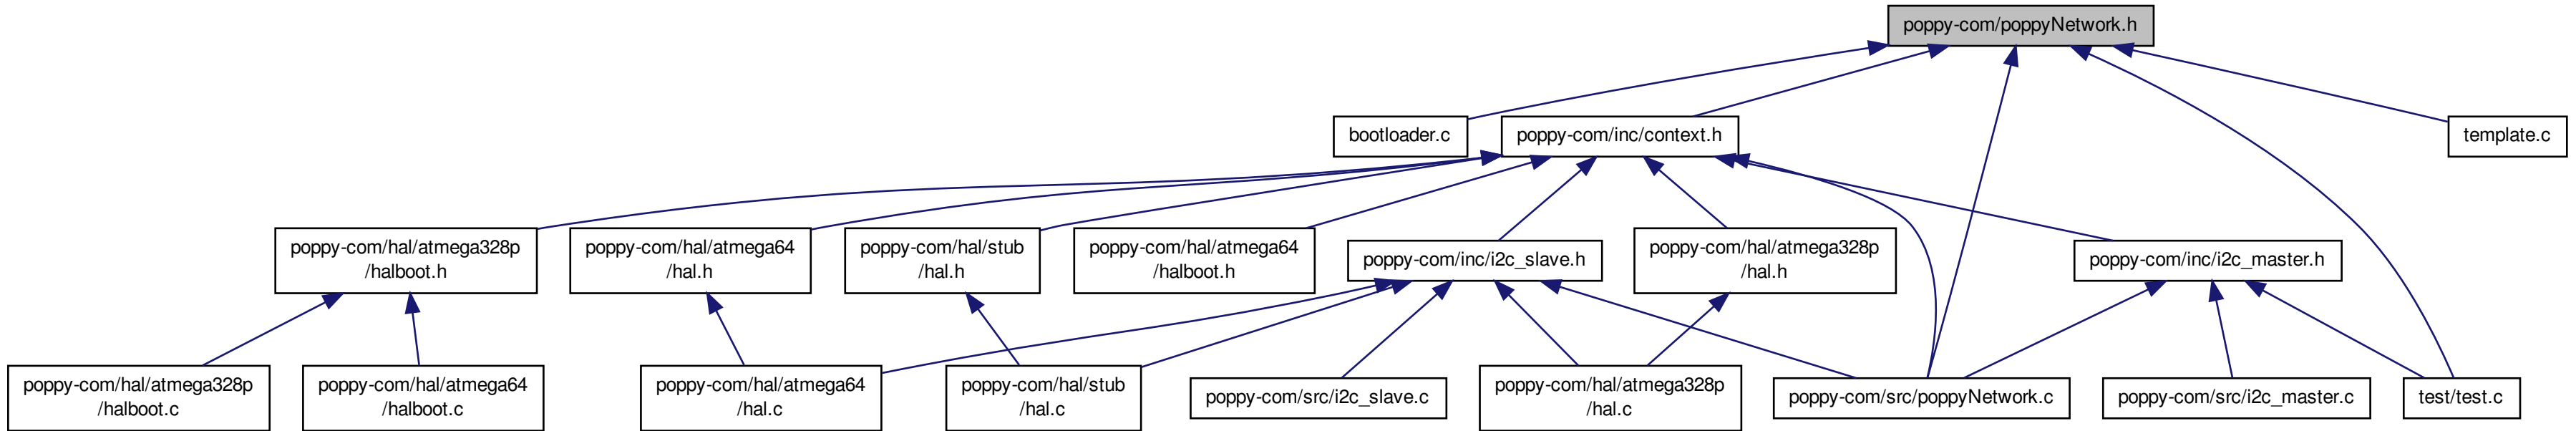 poppy-com/poppyNetwork.h
bootloader.c
poppy-com/inc/context.h
template.c
poppy-com/hal/atmega328p
/halboot.h
poppy-com/hal/atmega64
/hal.h
poppy-com/hal/stub
/hal.h
poppy-com/hal/atmega64
/halboot.h
poppy-com/inc/i2c_slave.h
poppy-com/hal/atmega328p
/hal.h
poppy-com/inc/i2c_master.h
poppy-com/hal/atmega328p
/halboot.c
poppy-com/hal/atmega64
/halboot.c
poppy-com/hal/atmega64
/hal.c
poppy-com/hal/stub
/hal.c
poppy-com/src/i2c_slave.c
poppy-com/hal/atmega328p
/hal.c
poppy-com/src/poppyNetwork.c
poppy-com/src/i2c_master.c
test/test.c